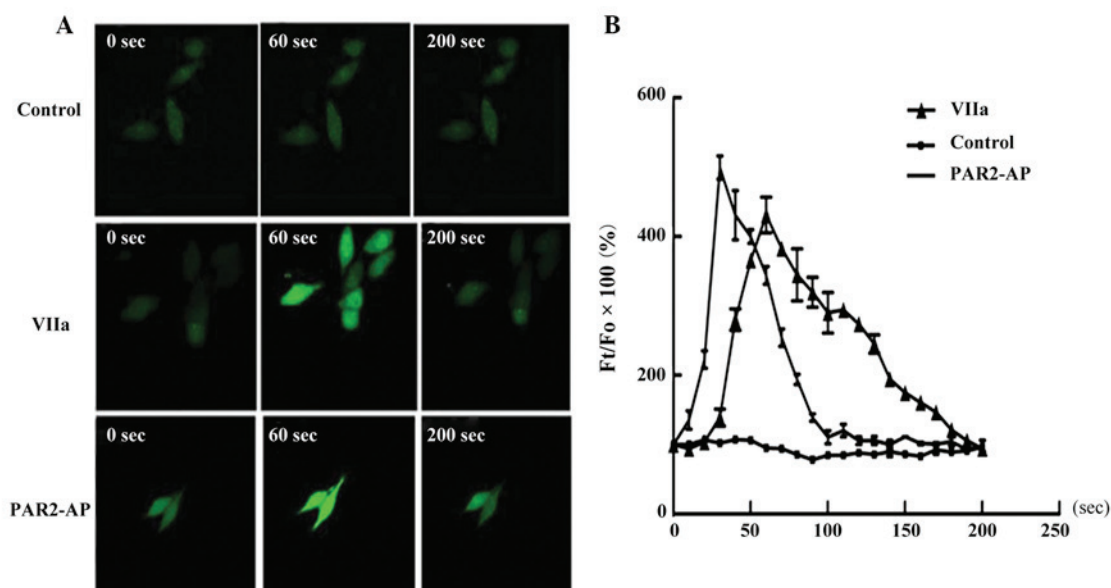 A
0 sec 60 sec 200 sec
Control
0 sec 60 sec 200 sec
VIIa
0 sec 60 sec 200 sec
PAR2-AP
B
600
400
200
0
Ft/Fo × 100 (%)
VIIa
Control
PAR2-AP
0 50 100 150 200 250
(sec)